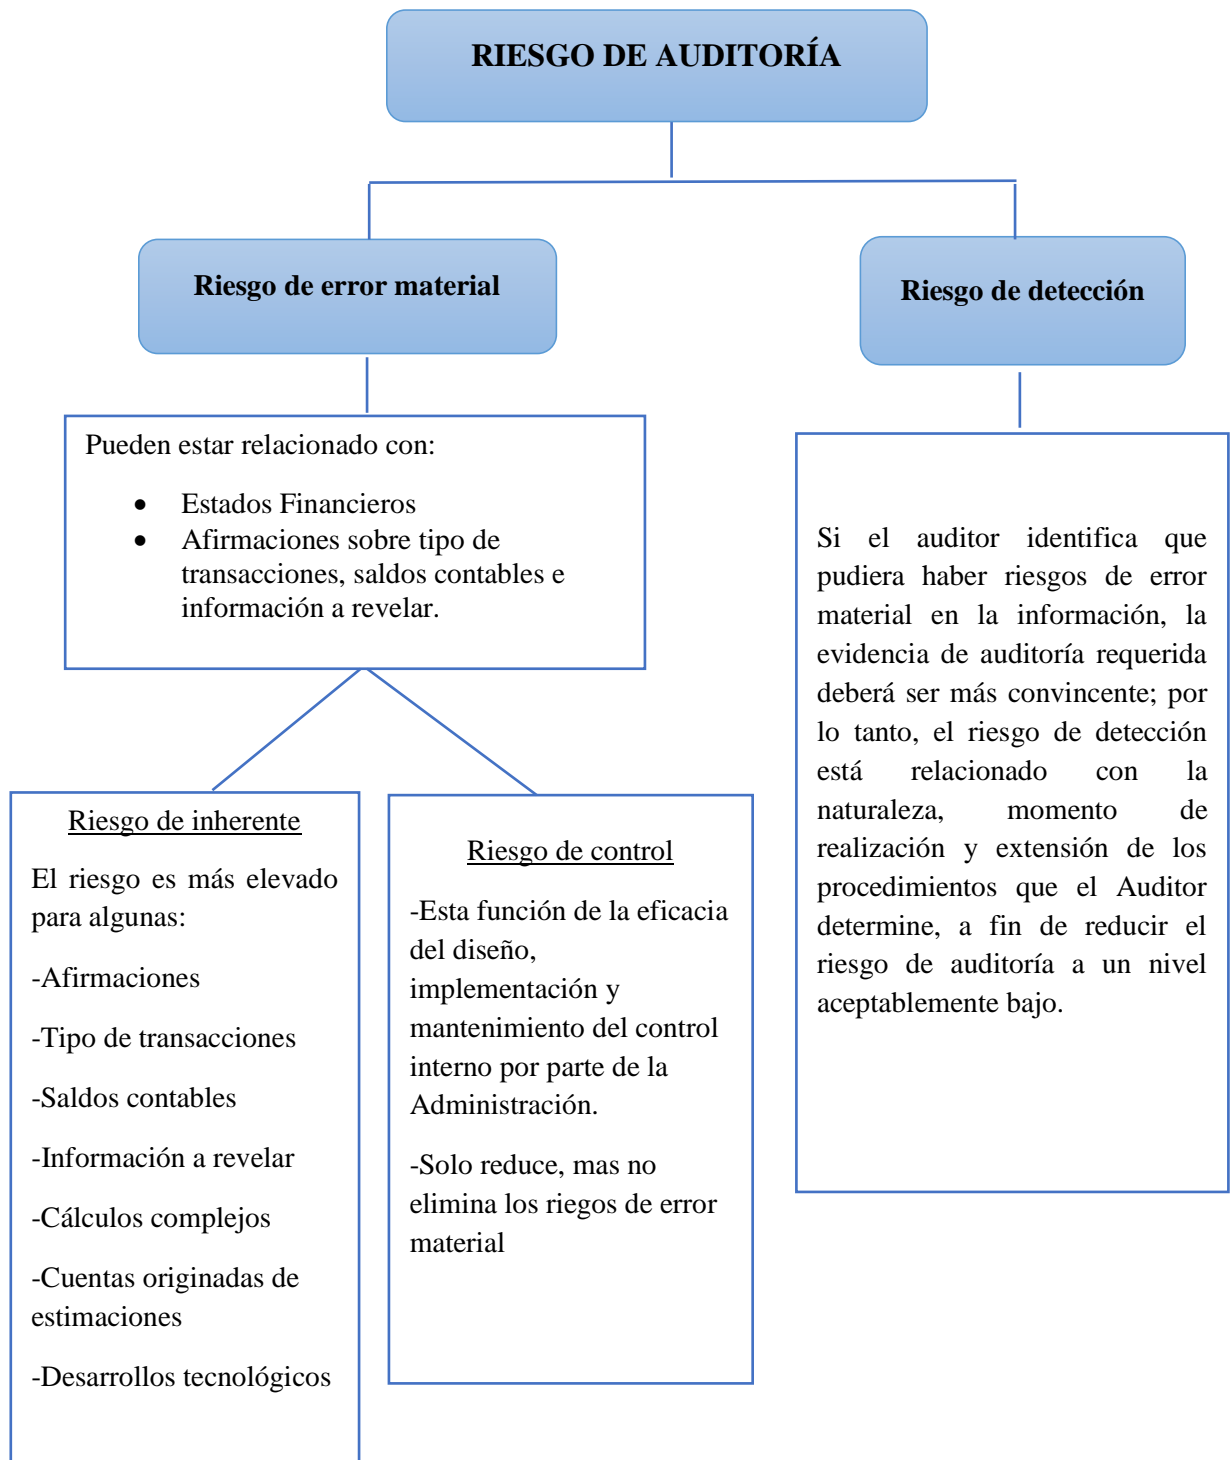 RIESGO DE AUDITORÍA
Riesgo de error material
Riesgo de detección
Pueden estar relacionado con:
• Estados Financieros
• Afirmaciones sobre tipo de
transacciones, saldos contables e
información a revelar.
Si el auditor identifica que
pudiera haber riesgos de error
material en la información, la
evidencia de auditoría requerida
deberá ser más convincente; por
lo tanto, el riesgo de detección
está relacionado con la
naturaleza, momento de
realización y extensión de los
procedimientos que el Auditor
determine, a fin de reducir el
riesgo de auditoría a un nivel
aceptablemente bajo.
Riesgo de inherente
El riesgo es más elevado
para algunas:
-Afirmaciones
-Tipo de transacciones
-Saldos contables
-Información a revelar
-Cálculos complejos
-Cuentas originadas de
estimaciones
-Desarrollos tecnológicos
Riesgo de control
-Esta función de la eficacia
del diseño,
implementación y
mantenimiento del control
interno por parte de la
Administración.
-Solo reduce, mas no
elimina los riegos de error
material